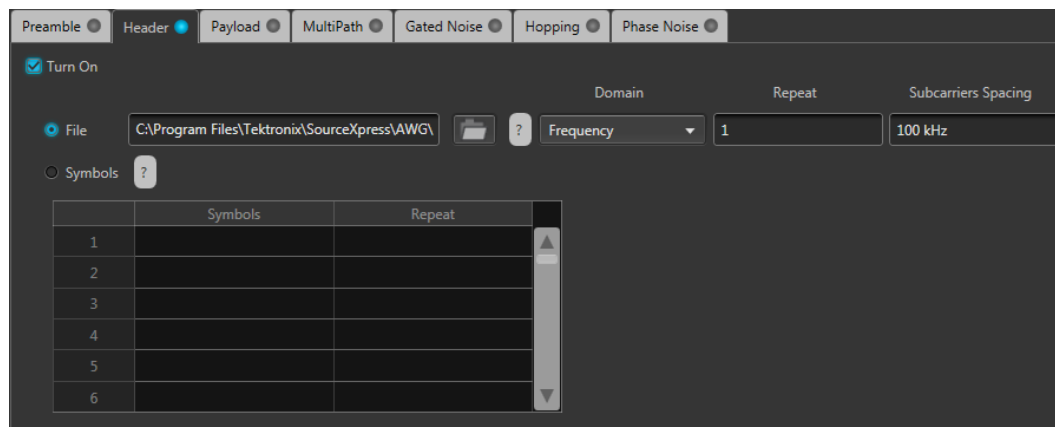 Preamble Header Payload MultiPath Gated Noise Hopping Phase Noise
Turn On
Domain Repeat Subcarriers Spacing
File C:\Program Files\Tektronix\SourceXpress\AWG\ ? Frequency 1 100 kHz
Symbols ?
Symbols Repeat
1
2
3
4
5
6